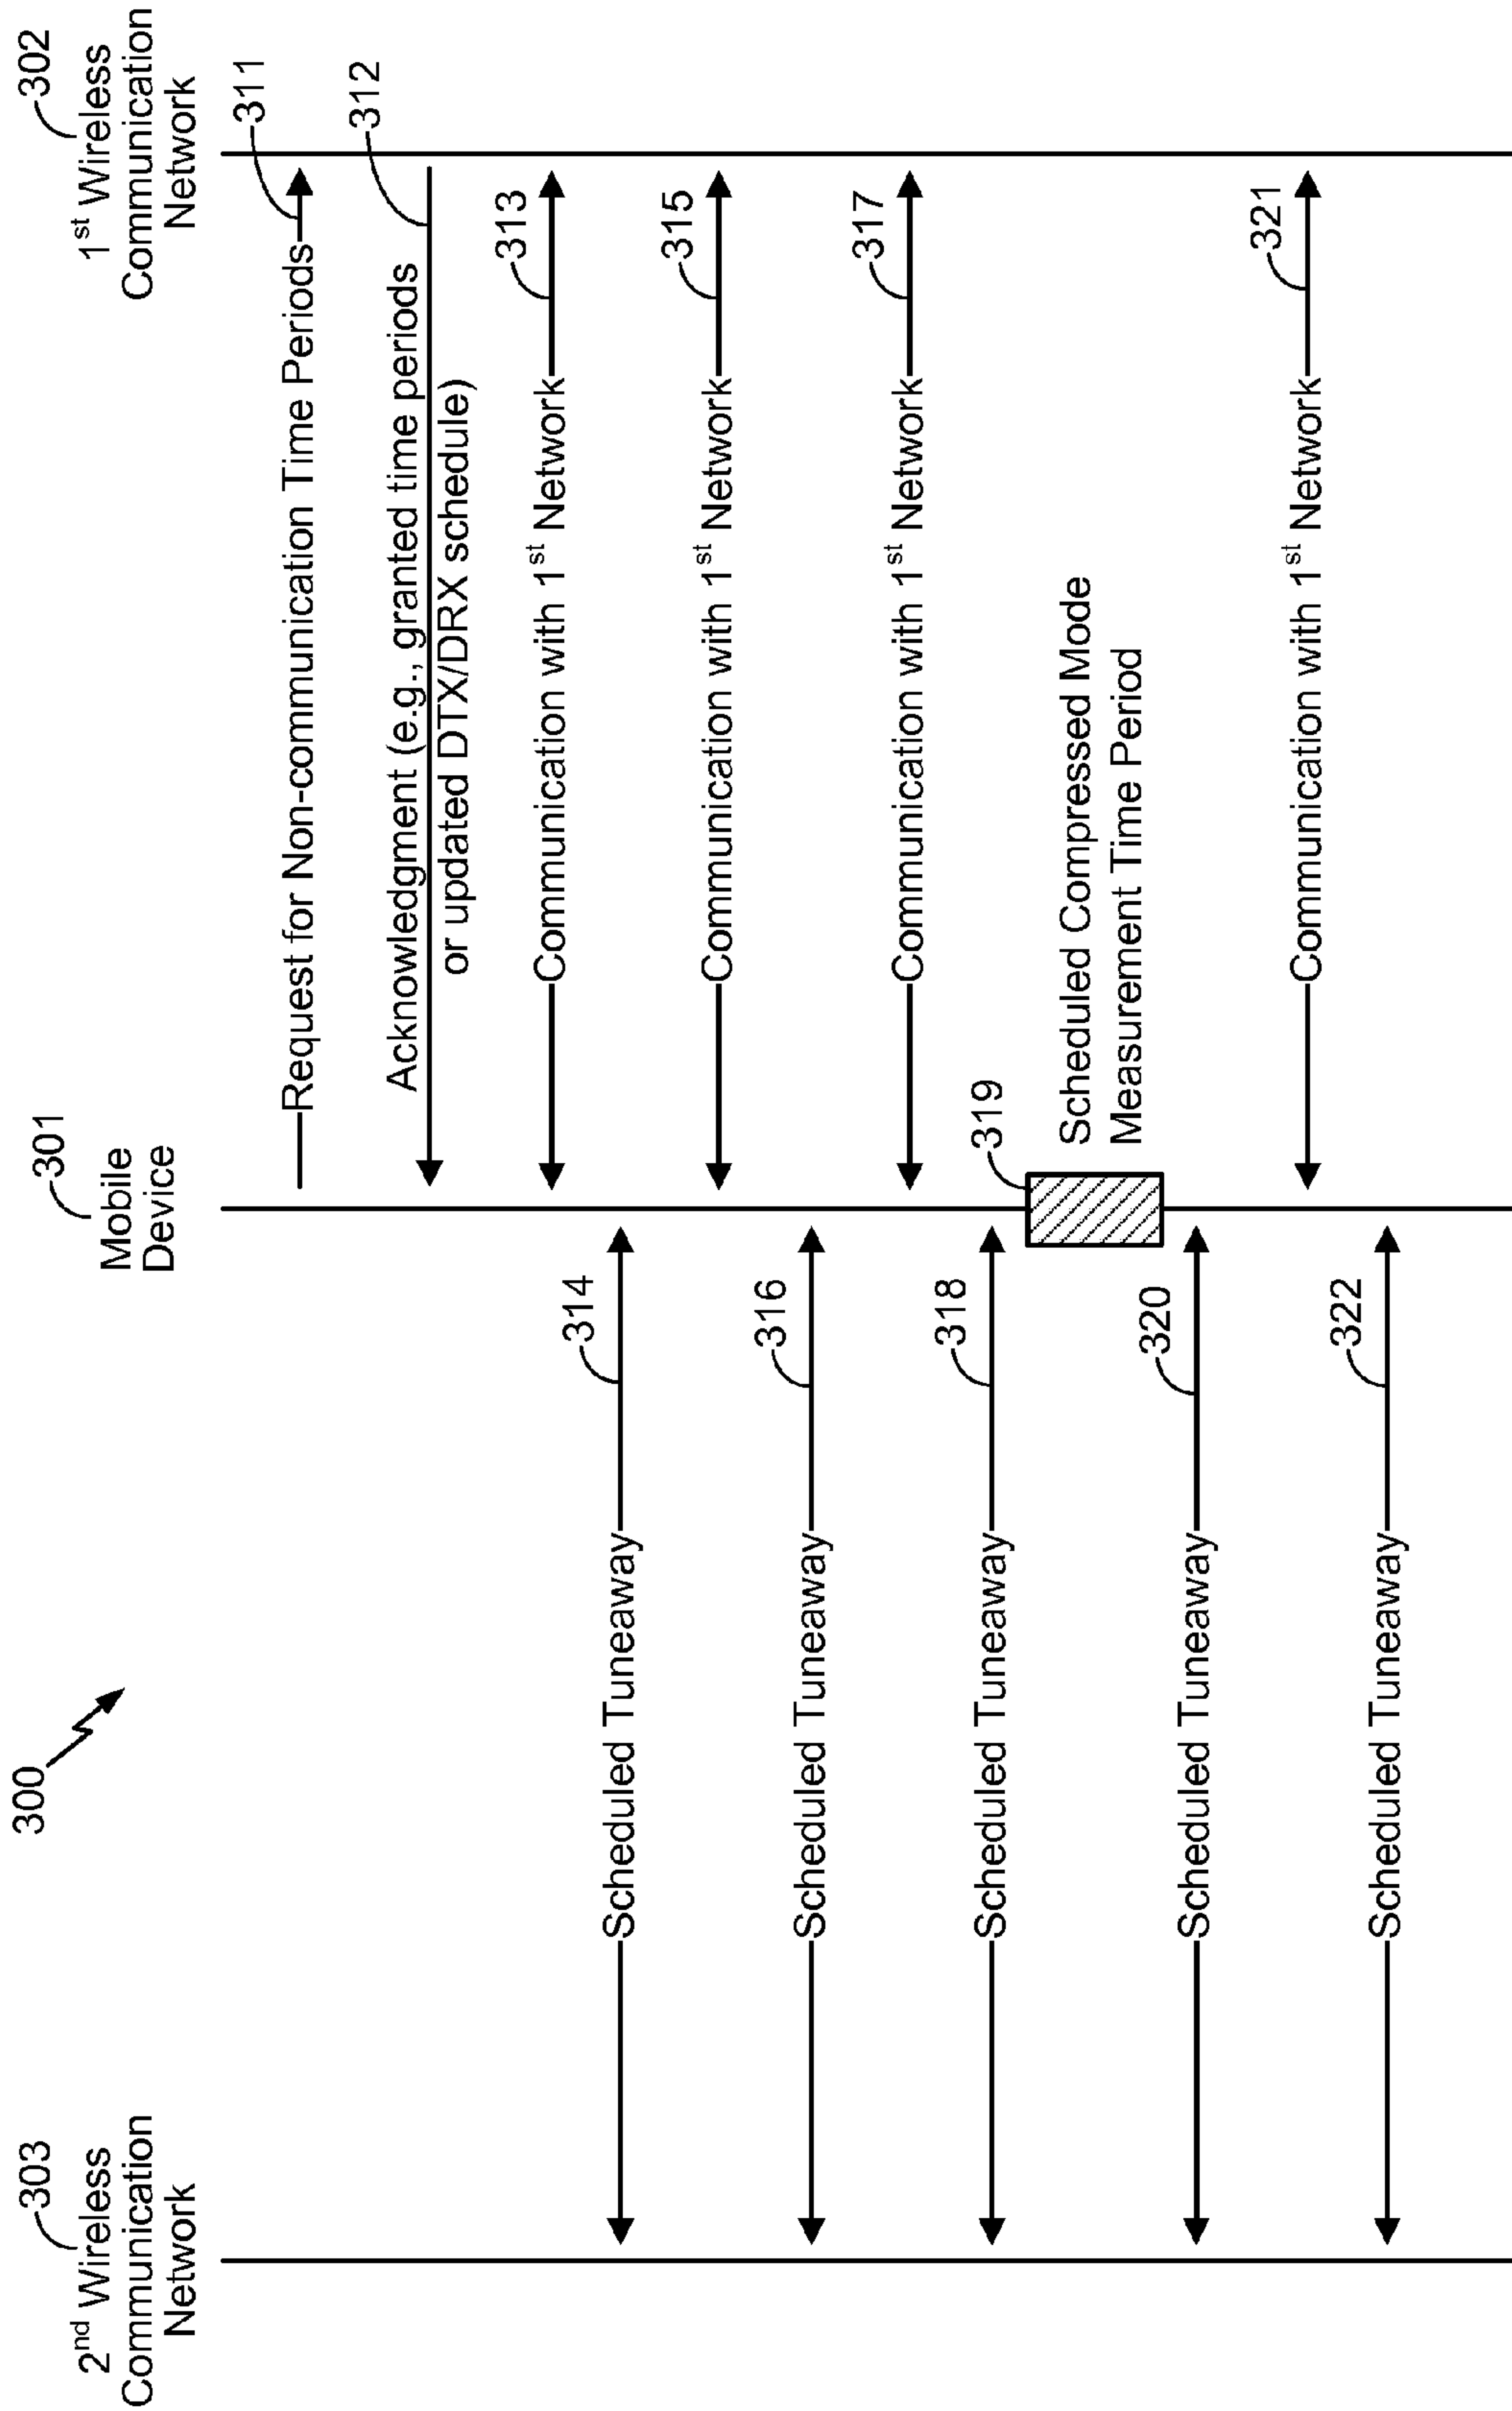 300
303
2nd Wireless
Communication
Network
301
Mobile
Device
302
1st Wireless
Communication
Network
Request for Non-communication Time Periods
311
Acknowledgment (e.g., granted time periods
or updated DTX/DRX schedule)
312
Communication with 1st Network
313
Scheduled Tuneaway
314
Communication with 1st Network
315
Scheduled Tuneaway
316
Communication with 1st Network
317
Scheduled Tuneaway
318
319
Scheduled Compressed Mode
Measurement Time Period
Scheduled Tuneaway
320
Communication with 1st Network
321
Scheduled Tuneaway
322